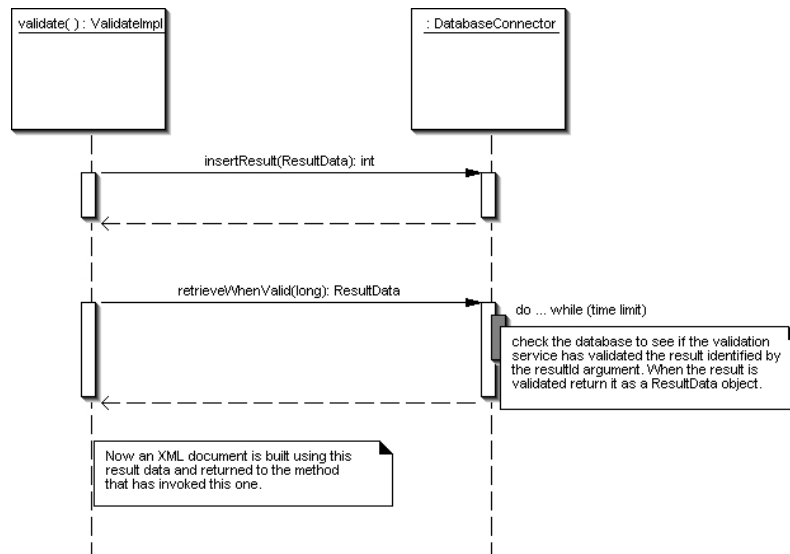 validate( ) : ValidateImpl
: DatabaseConnector
insertResult(ResultData): int
retrieveWhenValid(long): ResultData
do ... while (time limit)
check the database to see if the validation
service has validated the result identified by
the resultId argument. When the result is
validated return it as a ResultData object.
Now an XML document is built using this
result data and returned to the method
that has invoked this one.